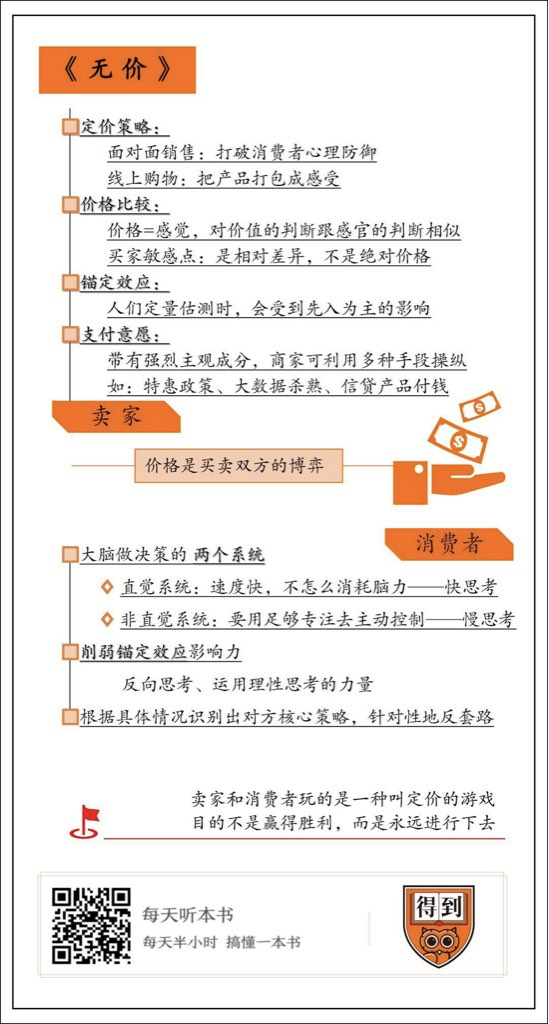 《无价》
定价策略：
面对面销售：打破消费者心理防御
线上购物：把产品打包成感受
价格比较：
价格=感觉，对价值的判断跟感官的判断相似
买家敏感点：是相对差异，不是绝对价格
锚定效应：
人们定量估测时，会受到先入为主的影响
支付意愿：
带有强烈主观成分，商家可利用多种手段操纵
如：特惠政策、大数据杀熟、信贷产品付钱
卖家
$
$
价格是买卖双方的博弈
消费者
大脑做决策的 两个系统
直觉系统：速度快，不怎么消耗脑力——快思考
非直觉系统：要用足够专注去主动控制——慢思考
削弱锚定效应影响力
反向思考、运用理性思考的力量
根据具体情况识别出对方核心策略，针对性地反套路
卖家和消费者玩的是一种叫定价的游戏
目的不是赢得胜利，而是永远进行下去
每天听本书
每天半小时 搞懂一本书
得到